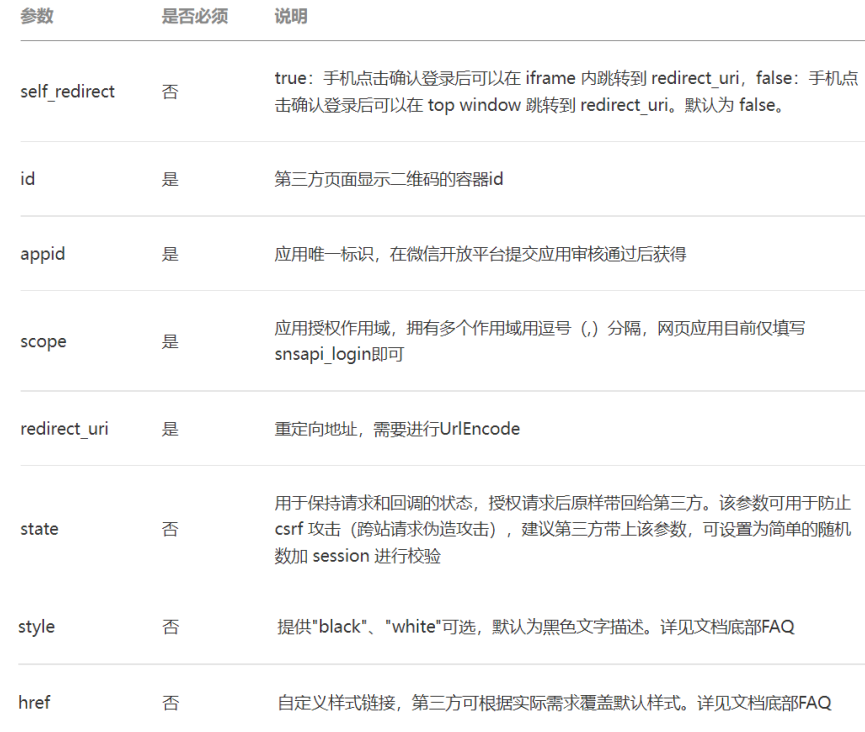 参数 是否必须 说明
self_redirect 否 true：手机点击确认登录后可以在 iframe 内跳转到 redirect_uri，false：手机点
击确认登录后可以在 top window 跳转到 redirect_uri。默认为 false。
id 是 第三方页面显示二维码的容器id
appid 是 应用唯一标识，在微信开放平台提交应用审核通过后获得
scope 是 应用授权作用域，拥有多个作用域用逗号（,）分隔，网页应用目前仅填写
snsapi_login即可
redirect_uri 是 重定向地址，需要进行UrlEncode
state 否 用于保持请求和回调的状态，授权请求后原样带回给第三方。该参数可用于防止
csrf 攻击（跨站请求伪造攻击），建议第三方带上该参数，可设置为简单的随机
数加 session 进行校验
style 否 提供"black"、"white"可选，默认为黑色文字描述。详见文档底部FAQ
href 否 自定义样式链接，第三方可根据实际需求覆盖默认样式。详见文档底部FAQ